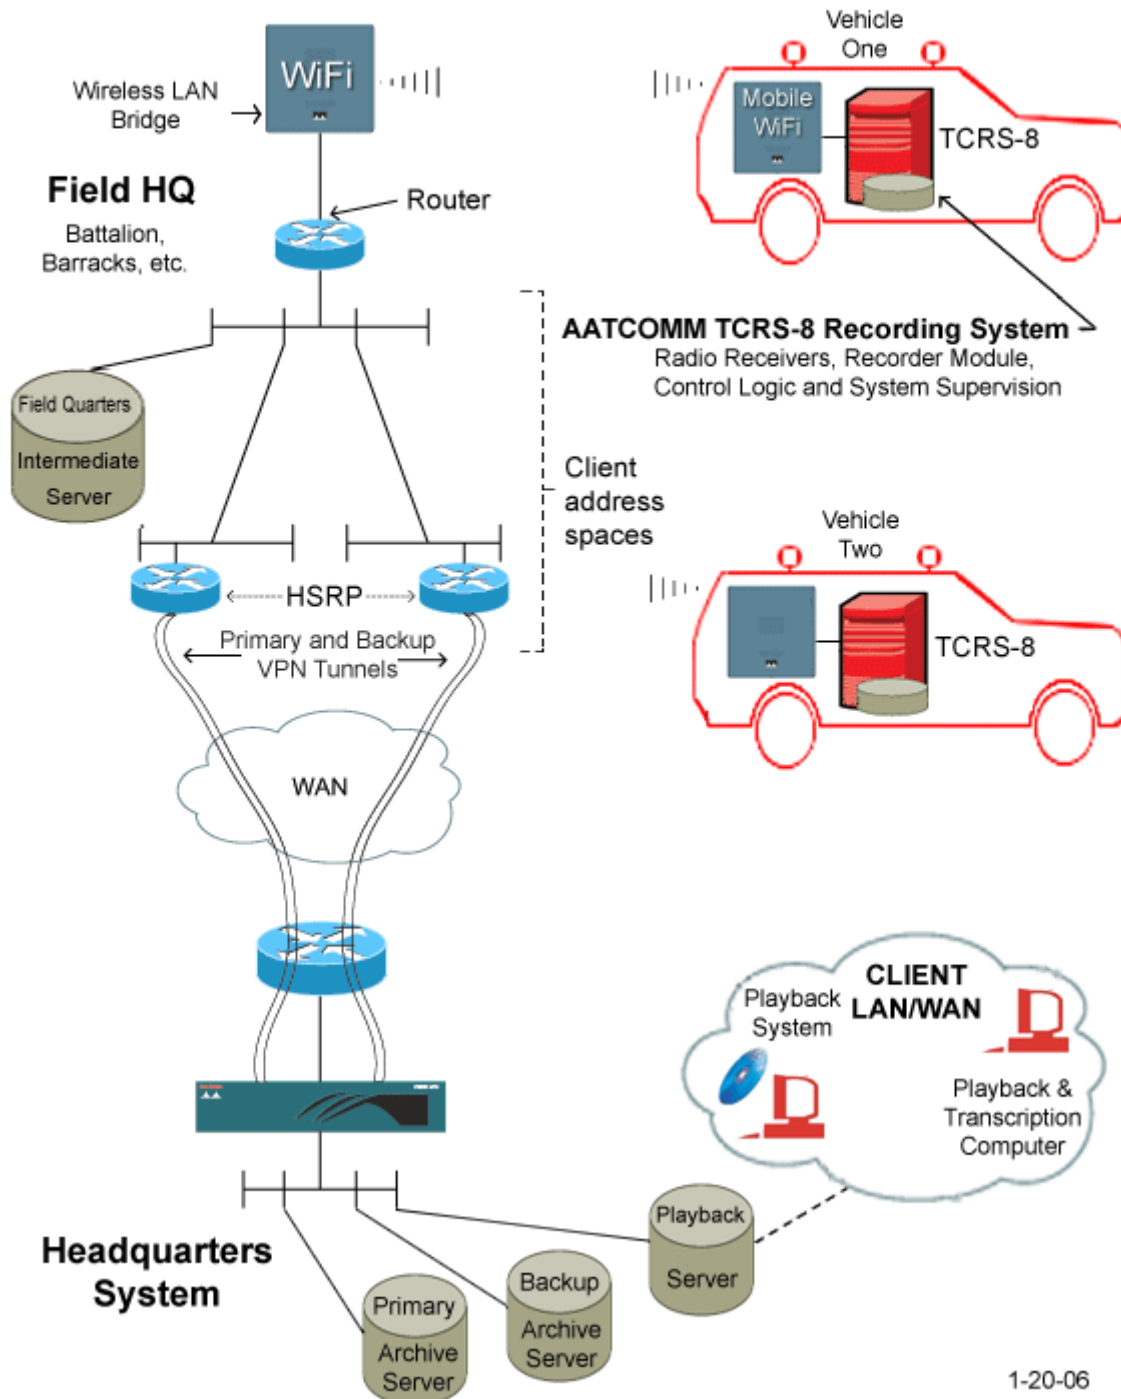 WiFi
Wireless LAN
Bridge
Field HQ
Battalion,
Barracks, etc.
Router
Vehicle
One
Mobile
WiFi
TCRS-8
AATCOMM TCRS-8 Recording System
Radio Receivers, Recorder Module,
Control Logic and System Supervision
Field Quarters
Intermediate
Server
Client
address
spaces
HSRP
Primary and Backup
VPN Tunnels
Vehicle
Two
TCRS-8
WAN
CLIENT
LAN/WAN
Playback
System
Playback &
Transcription
Computer
Headquarters
System
Primary
Archive
Server
Backup
Archive
Server
Playback
Server
1-20-06